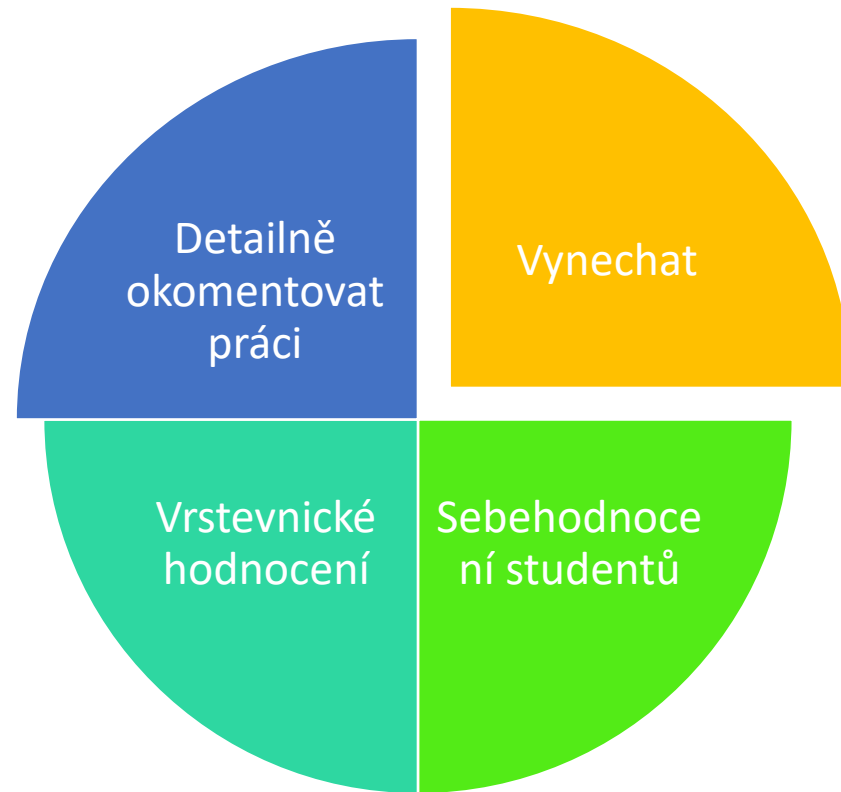 Detailně
okomentovat
práci
Vynechat
Vrstevnické
hodnocení
Sebehodnoce
ní studentů